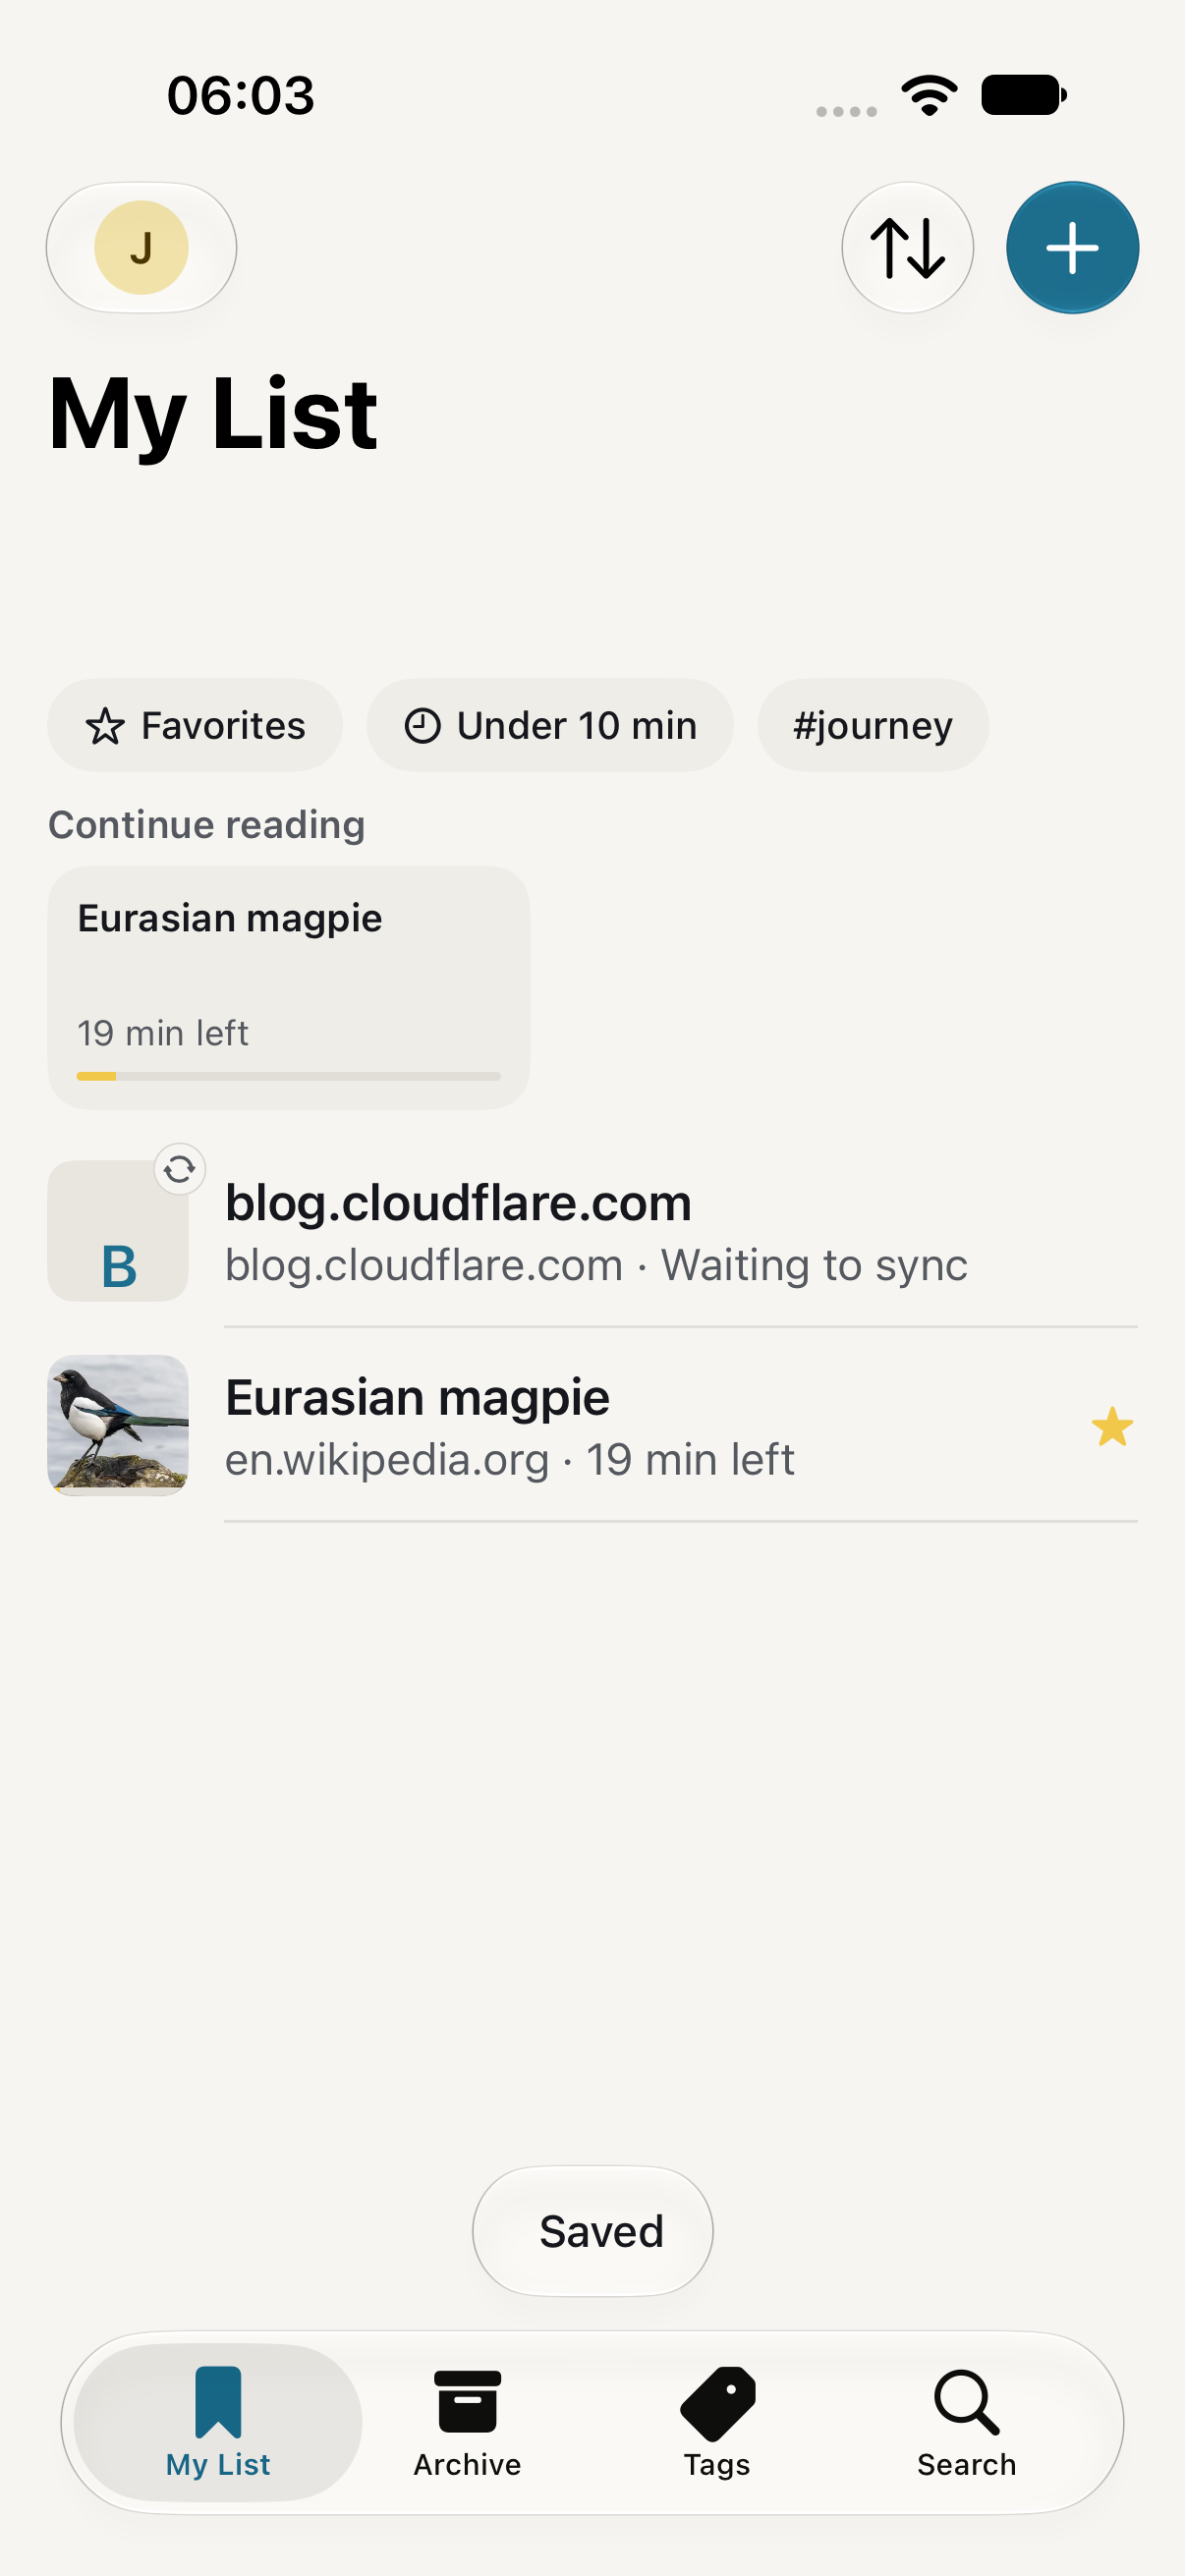 06:03
J
My List
Favorites
Under 10 min
#journey
Continue reading
Eurasian magpie
19 min left
B
blog.cloudflare.com
blog.cloudflare.com · Waiting to sync
Eurasian magpie
en.wikipedia.org · 19 min left
Saved
My List
Archive
Tags
Search